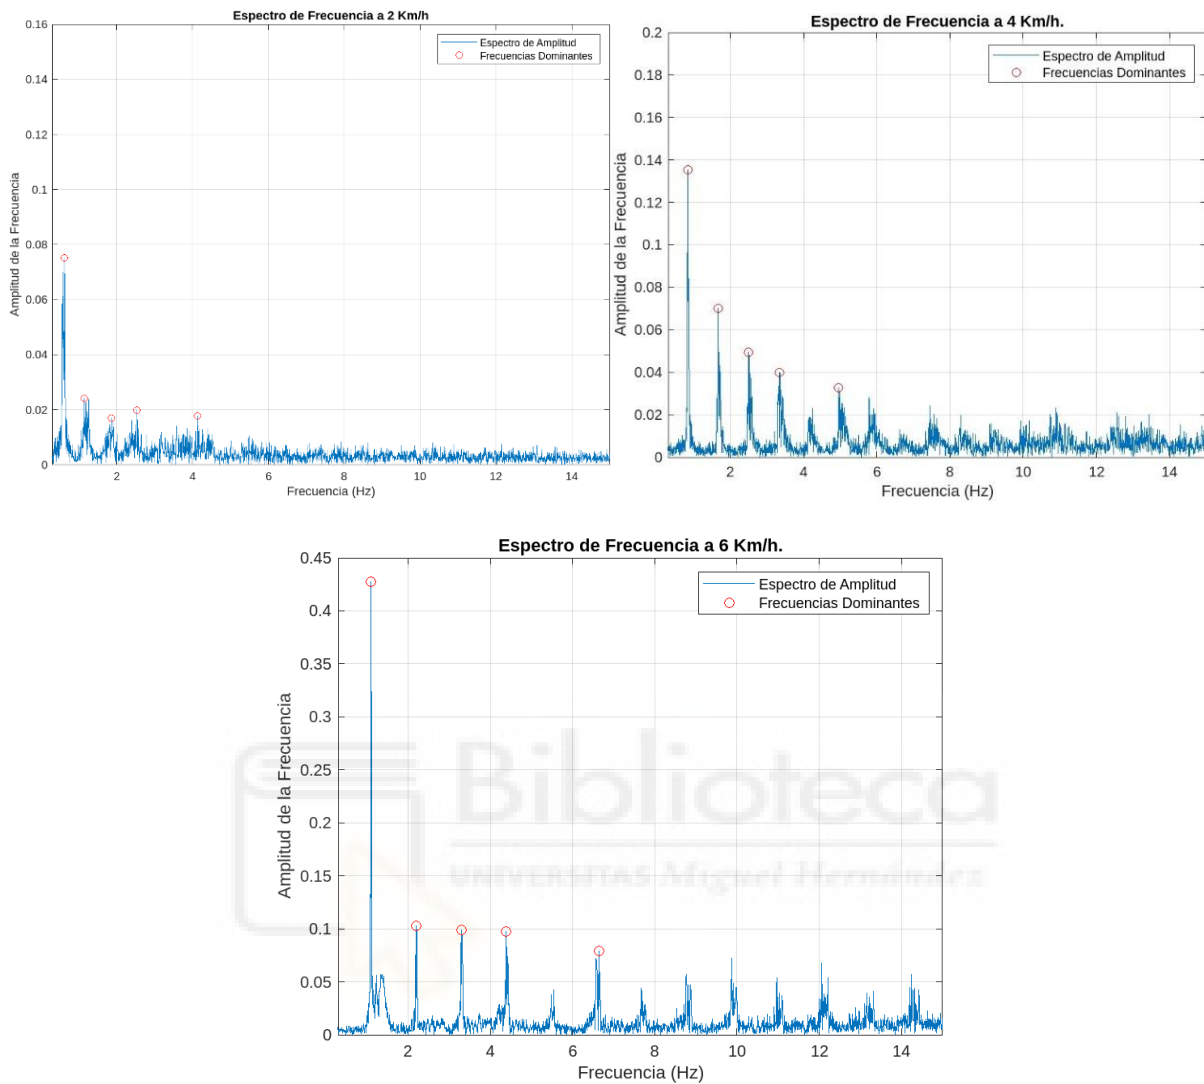 Espectro de Frecuencia a 2 Km/h
Espectro de Amplitud
Frecuencias Dominantes
0.16
0.14
0.12
0.1
0.08
0.06
0.04
0.02
0
Amplitud de la Frecuencia
2 4 6 8 10 12 14
Frecuencia (Hz)
Espectro de Frecuencia a 4 Km/h.
Espectro de Amplitud
Frecuencias Dominantes
0.2
0.18
0.16
0.14
0.12
0.1
0.08
0.06
0.04
0.02
0
Amplitud de la Frecuencia
2 4 6 8 10 12 14
Frecuencia (Hz)
Espectro de Frecuencia a 6 Km/h.
Espectro de Amplitud
Frecuencias Dominantes
0.45
0.4
0.35
0.3
0.25
0.2
0.15
0.1
0.05
0
Amplitud de la Frecuencia
2 4 6 8 10 12 14
Frecuencia (Hz)
Biblioteca
UNIVERSITAS Miguel Hernández